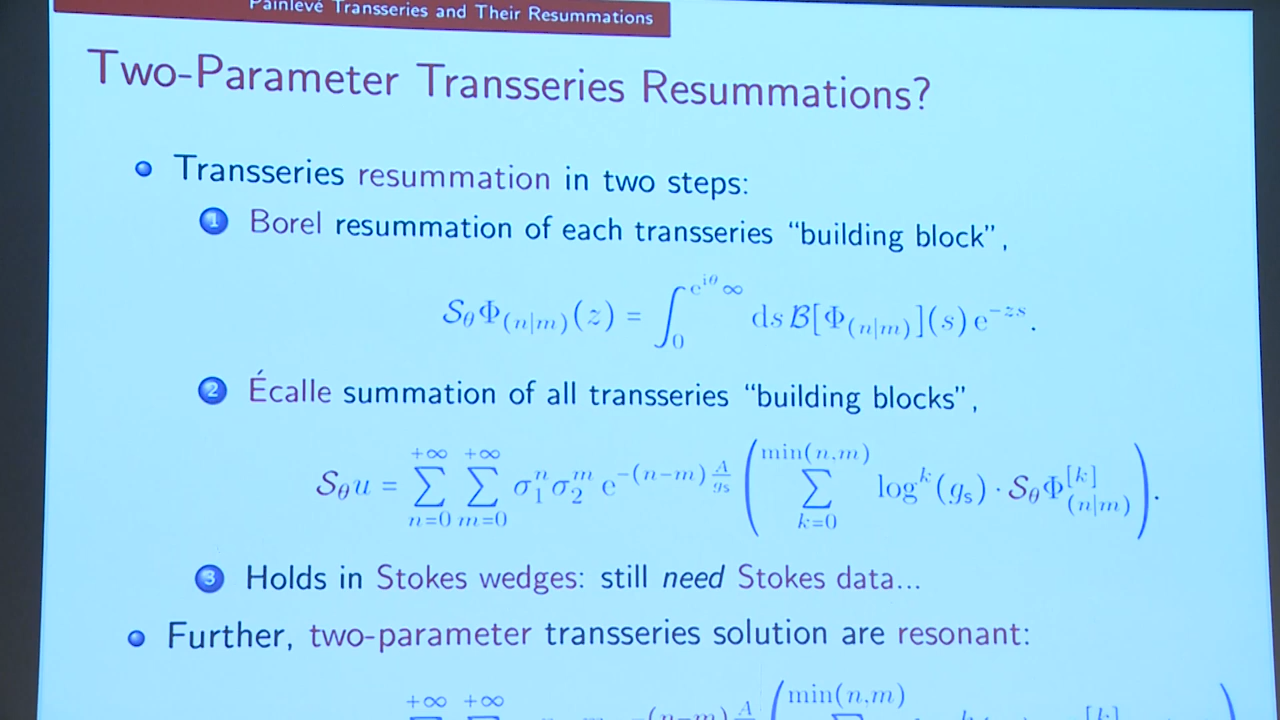 Painlevé Transseries and Their Resummations
Two-Parameter Transseries Resummations?
Transseries resummation in two steps:
1 Borel resummation of each transseries “building block”,
S_θΦ_(n|m)(z) = ∫_0^{e^{iθ}∞} ds B[Φ_(n|m)](s) e^{−zs}.
2 Écalle summation of all transseries “building blocks”,
S_θu = ∑_{n=0}^{+∞} ∑_{m=0}^{+∞} σ_1^n σ_2^m e^{−(n−m) A/g_s} ( ∑_{k=0}^{min(n,m)} log^k(g_s) · S_θΦ_(n|m)^[k] ).
3 Holds in Stokes wedges: still need Stokes data...
Further, two-parameter transseries solution are resonant:
+∞ +∞ −(n−m) A min(n,m) [k]